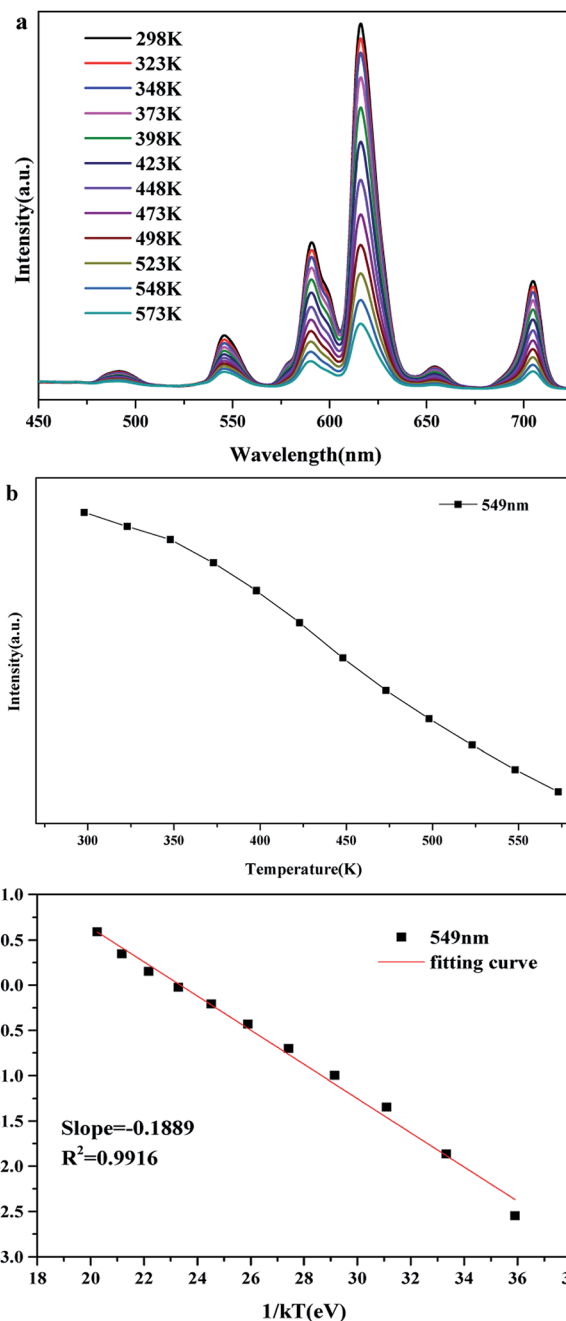 a
298K
323K
348K
373K
398K
423K
448K
473K
498K
523K
548K
573K
Intensity(a.u.)
450 500 550 600 650 700
Wavelength(nm)
b
549nm
Intensity(a.u.)
300 350 400 450 500 550
Temperature(K)
1.0
0.5
0.0
0.5
1.0
1.5
2.0
2.5
3.0
549nm
fitting curve
Slope=-0.1889
R²=0.9916
18 20 22 24 26 28 30 32 34 36 3
1/kT(eV)